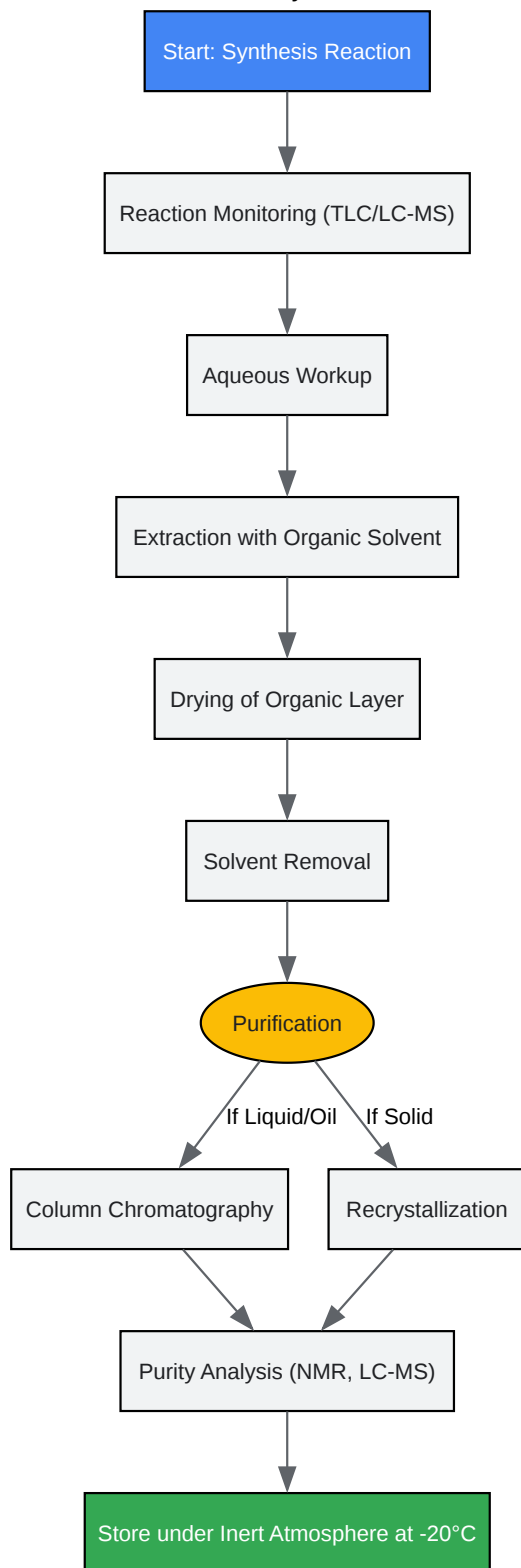 Start: Synthesis Reaction
Reaction Monitoring (TLC/LC-MS)
Aqueous Workup
Extraction with Organic Solvent
Drying of Organic Layer
Solvent Removal
Purification
If Liquid/Oil
If Solid
Column Chromatography
Recrystallization
Purity Analysis (NMR, LC-MS)
Store under Inert Atmosphere at -20°C